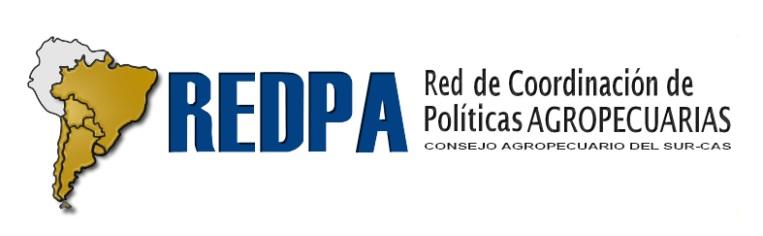 REDPA
Red de Coordinación de
Políticas AGROPECUARIAS
CONSEJO AGROPECUARIO DEL SUR-CAS